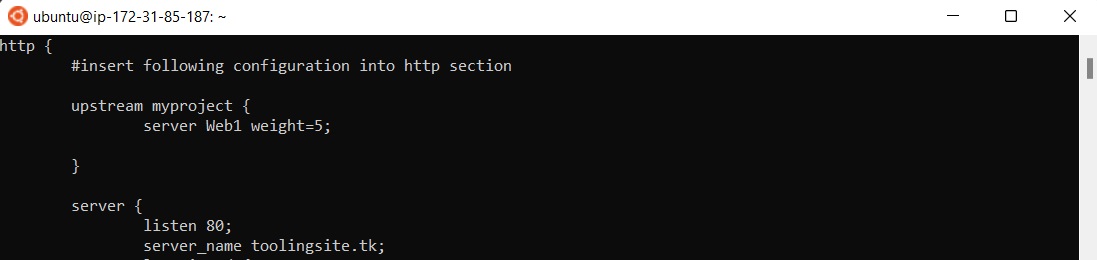 ubuntu@ip-172-31-85-187: ~
http {
#insert following configuration into http section
upstream myproject {
server Web1 weight=5;
}
server {
listen 80;
server_name toolingsite.tk;